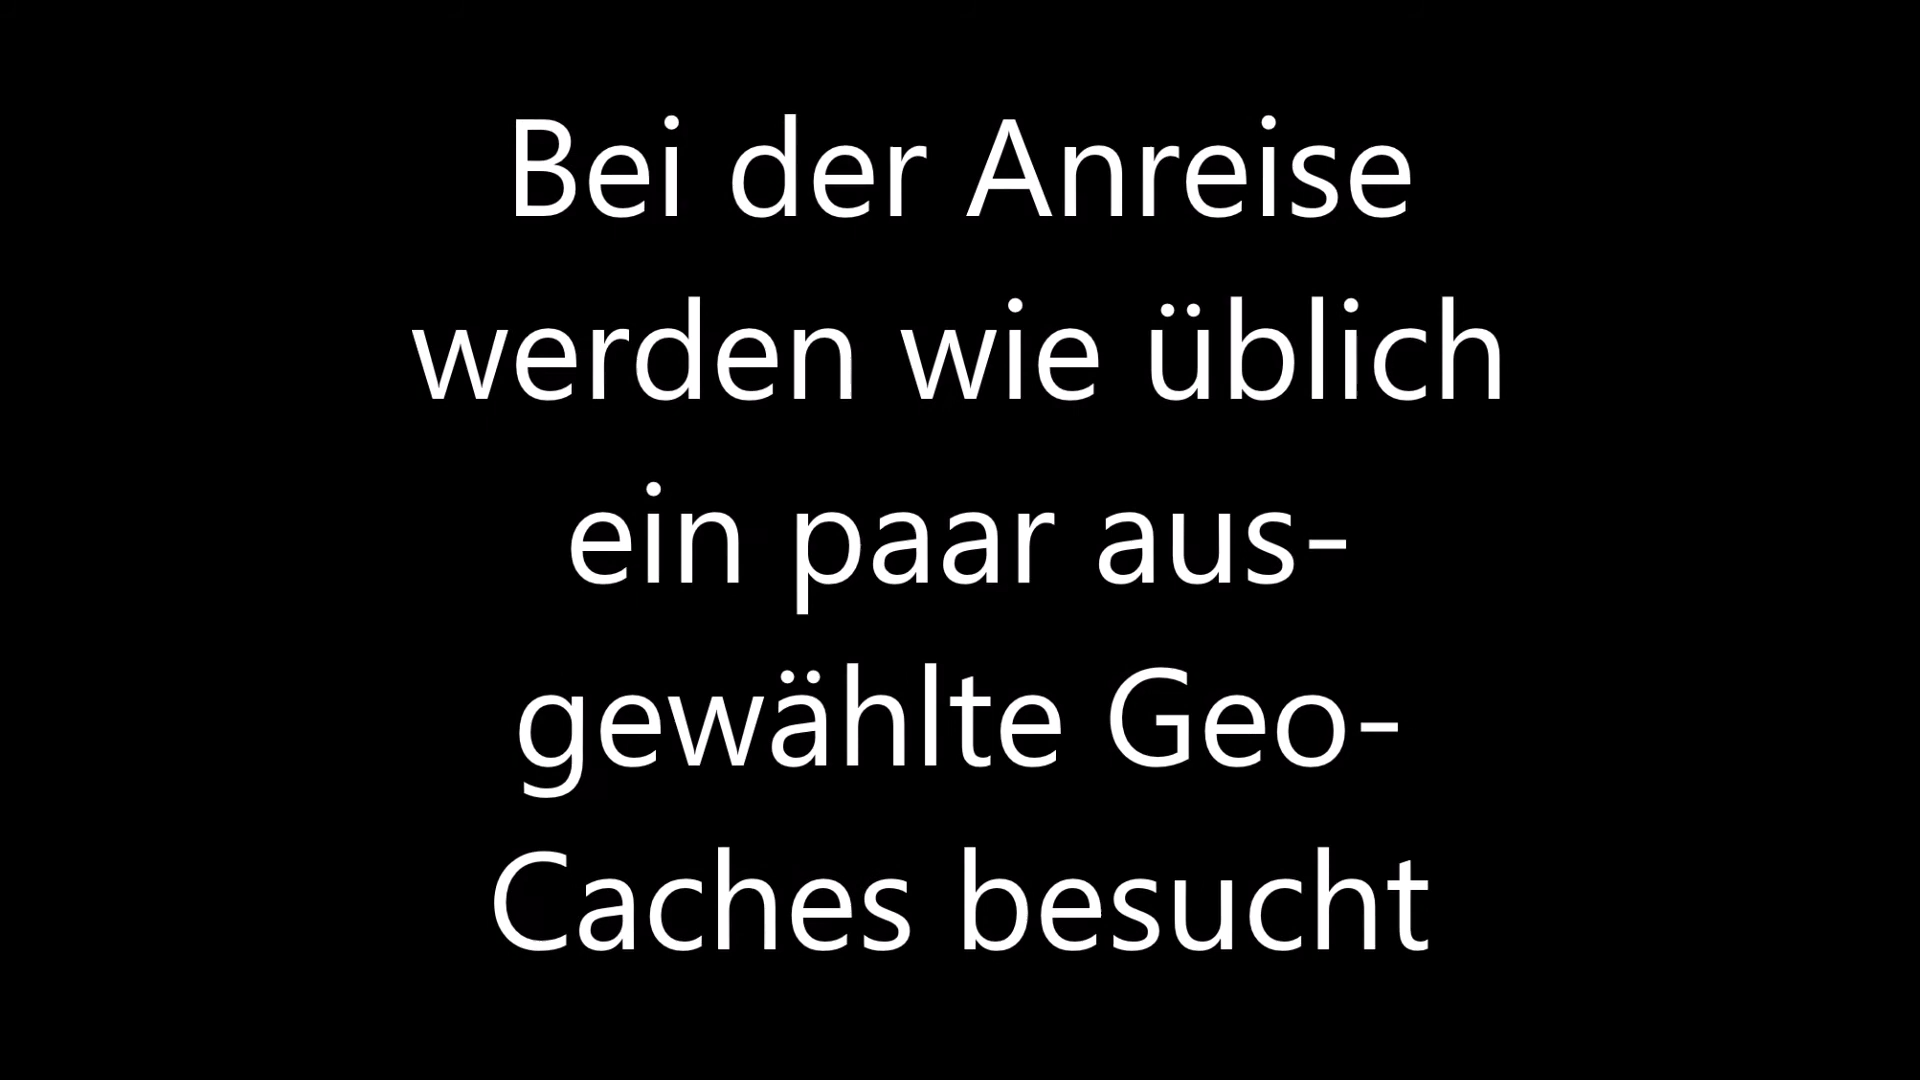 Bei der Anreise
werden wie üblich
ein paar aus-
gewählte Geo-
Caches besucht